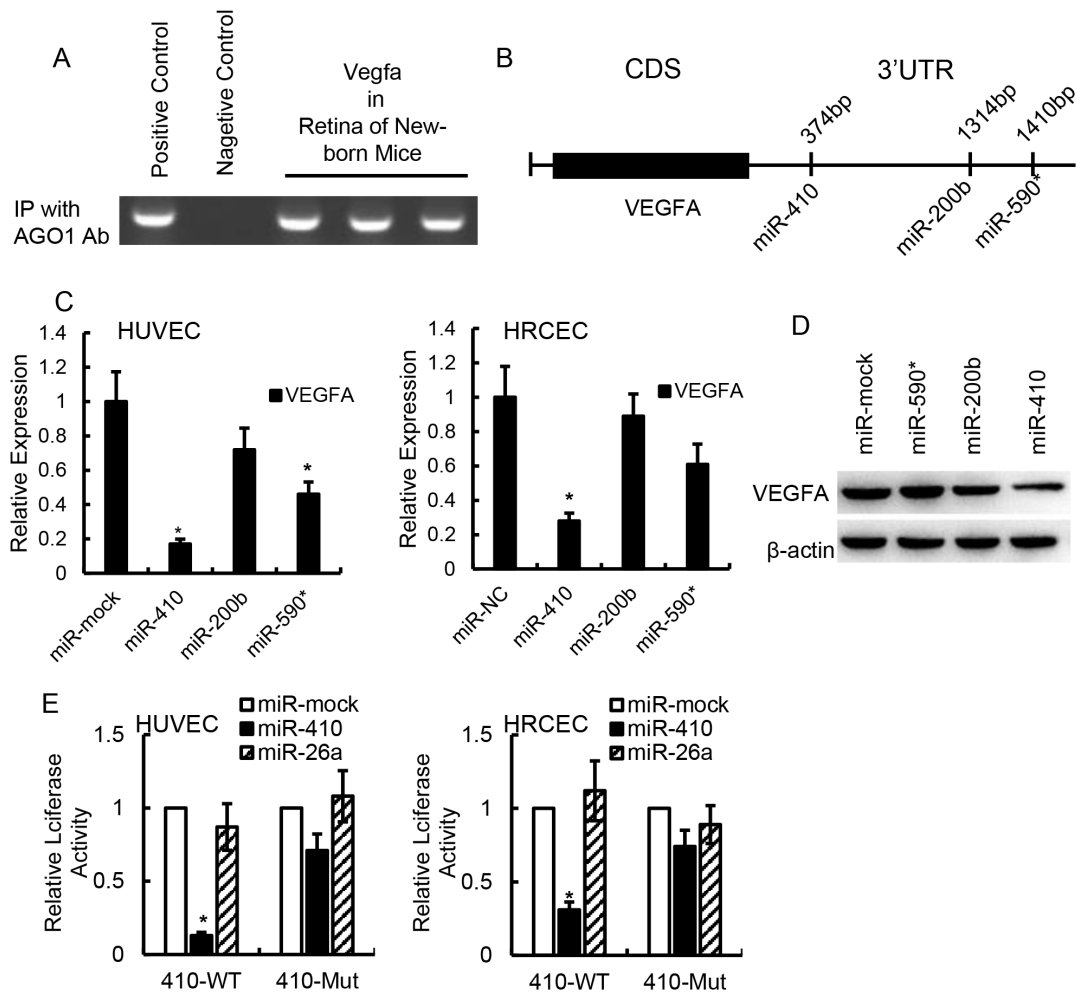 A
Positive Control
Nagetive Control
Vegfa
in
Retina of New-
born Mice
IP with
AGO1 Ab
B
CDS
3’UTR
374bp
1314bp
1410bp
VEGFA
miR-410
miR-200b
miR-590*
C
HUVEC
Relative Expression
1.4
1.2
1
0.8
0.6
0.4
0.2
0
VEGFA
*
*
miR-mock
miR-410
miR-200b
miR-590*
HRCEC
Relative Expression
1.4
1.2
1
0.8
0.6
0.4
0.2
0
VEGFA
*
miR-NC
miR-410
miR-200b
miR-590*
D
miR-mock
miR-590*
miR-200b
miR-410
VEGFA
β-actin
E
HUVEC
miR-mock
miR-410
miR-26a
Relative Lciferase
Activity
1.5
1
0.5
0
*
410-WT
410-Mut
HRCEC
miR-mock
miR-410
miR-26a
Relative Lciferase
Activity
1.5
1
0.5
0
*
410-WT
410-Mut